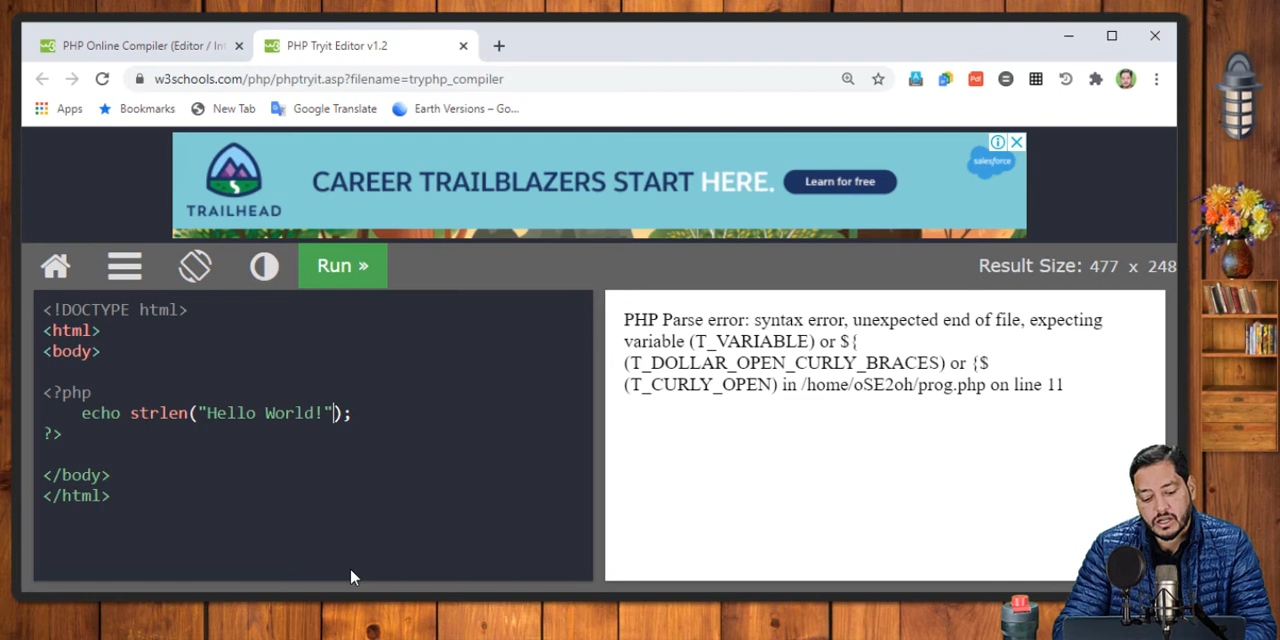 PHP Online Compiler (Editor / Int
PHP Tryit Editor v1.2
w3schools.com/php/phptryit.asp?filename=tryphp_compiler
Apps
Bookmarks
New Tab
Google Translate
Earth Versions – Go...
TRAILHEAD
CAREER TRAILBLAZERS START HERE.
Learn for free
salesforce
Run »
Result Size: 477 x 248
<!DOCTYPE html>
<html>
<body>
<?php
echo strlen("Hello World!");
?>
</body>
</html>
PHP Parse error: syntax error, unexpected end of file, expecting
variable (T_VARIABLE) or ${
(T_DOLLAR_OPEN_CURLY_BRACES) or {$
(T_CURLY_OPEN) in /home/oSE2oh/prog.php on line 11